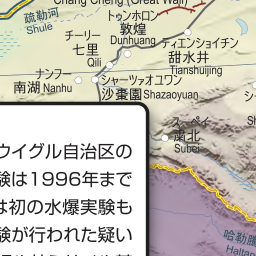 Chang Cheng (Great Wall)
疏勒河
Shule
トゥンホロン
敦煌
Dunhuang
チーリー
七里
Qili
ティエンショイチン
甜水井
Tianshuijing
ナンフー
南湖 Nanhu
シャーツァオユワン
沙棗園 Shazaoyuan
スーペイ
粛北
Subei
ウイグル自治区の
験は1996年まで
は初の水爆実験も
験が行われた疑い
哈勒騰
Haltan